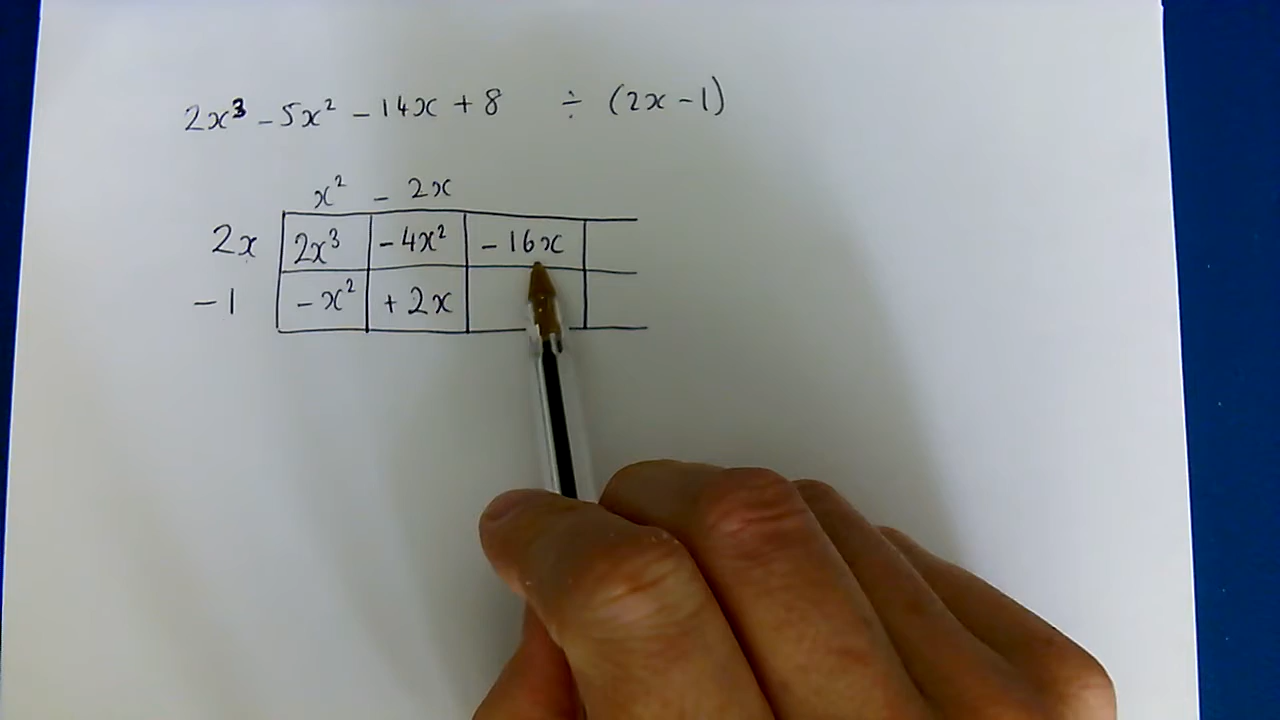 2x³ - 5x² - 14x + 8 ÷ (2x - 1)
x² - 2x
2x 2x³ - 4x² - 16x
- 1 - x² + 2x